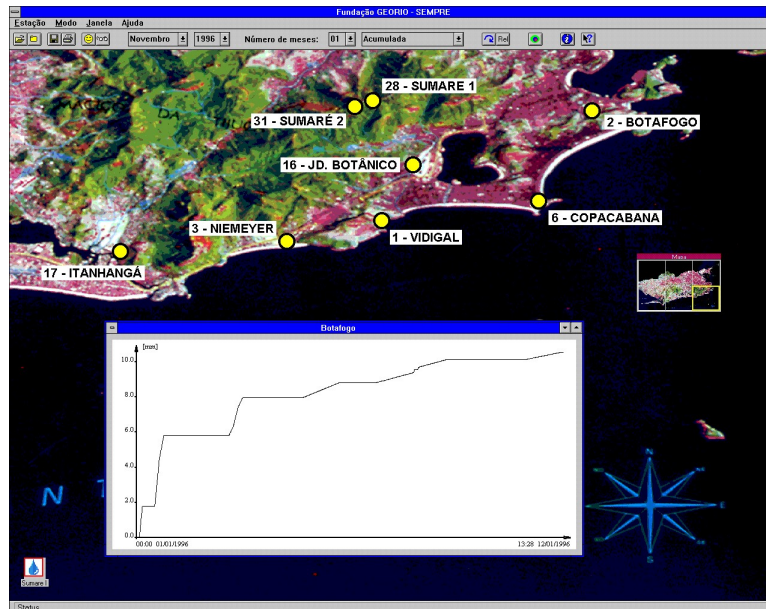 Fundação GEORIO - SEMPRE
Estação Modo Janela Ajuda
Novembro 1996 Número de meses: 01 Acumulada Rel
28 - SUMARE 1
31 - SUMARÉ 2
2 - BOTAFOGO
DA
16 - JD. BOTÂNICO
6 - COPACABANA
3 - NIEMEYER
1 - VIDIGAL
17 - ITANHANGÁ
Mapa
Botafogo
[mm]
10.0
8.0
6.0
4.0
2.0
0.0
00:00 01/01/1996 13:28 12/01/1996
N
N
E
S
Sumare I
Status